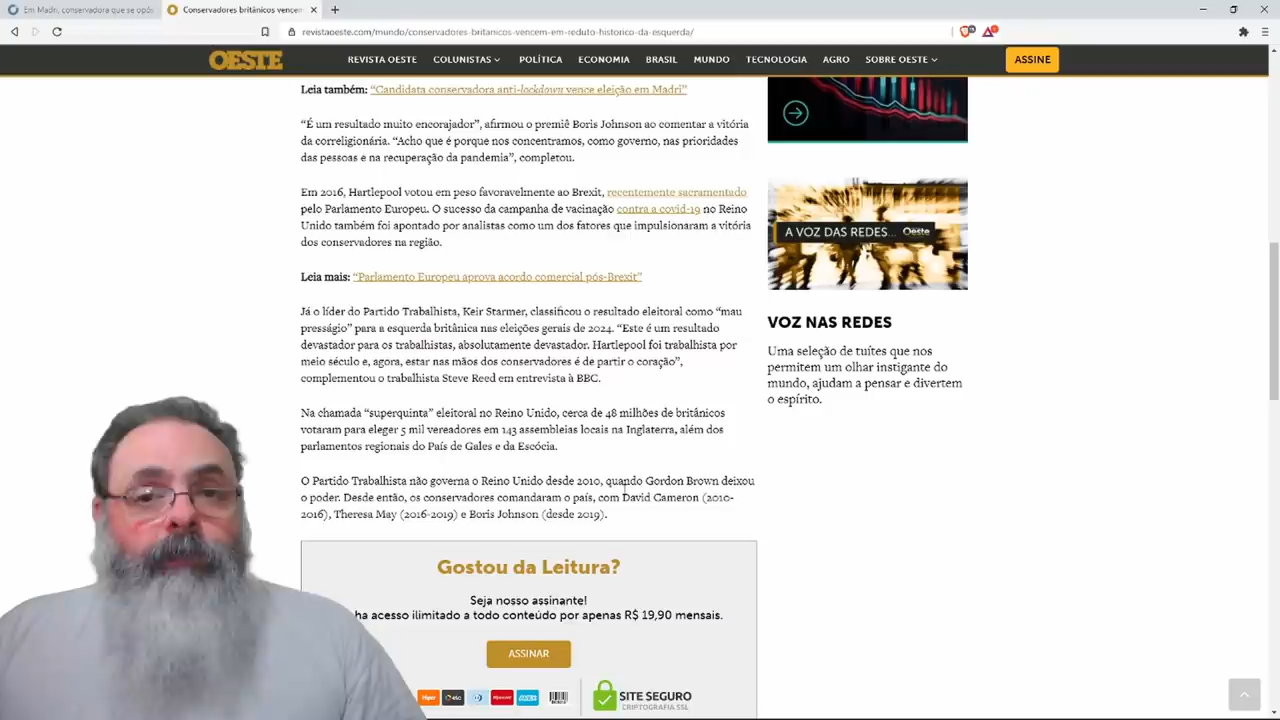 Em Madri, conservadora que se opôs
Conservadores britânicos vencem
revistaoeste.com/mundo/conservadores-britanicos-vencem-em-reduto-historico-da-esquerda/
OESTE
REVISTA OESTE
COLUNISTAS
POLÍTICA
ECONOMIA
BRASIL
MUNDO
TECNOLOGIA
AGRO
SOBRE OESTE
ASSINE
Leia também: “Candidata conservadora anti-lockdown vence eleição em Madri”
“É um resultado muito encorajador”, afirmou o premiê Boris Johnson ao comentar a vitória
da correligionária. “Acho que é porque nos concentramos, como governo, nas prioridades
das pessoas e na recuperação da pandemia”, completou.
Em 2016, Hartlepool votou em peso favoravelmente ao Brexit, recentemente sacramentado
pelo Parlamento Europeu. O sucesso da campanha de vacinação contra a covid-19 no Reino
Unido também foi apontado por analistas como um dos fatores que impulsionaram a vitória
dos conservadores na região.
Leia mais: “Parlamento Europeu aprova acordo comercial pós-Brexit”
Já o líder do Partido Trabalhista, Keir Starmer, classificou o resultado eleitoral como “mau
presságio” para a esquerda britânica nas eleições gerais de 2024. “Este é um resultado
devastador para os trabalhistas, absolutamente devastador. Hartlepool foi trabalhista por
meio século e, agora, estar nas mãos dos conservadores é de partir o coração”,
complementou o trabalhista Steve Reed em entrevista à BBC.
Na chamada “superquinta” eleitoral no Reino Unido, cerca de 48 milhões de britânicos
votaram para eleger 5 mil vereadores em 143 assembleias locais na Inglaterra, além dos
parlamentos regionais do País de Gales e da Escócia.
O Partido Trabalhista não governa o Reino Unido desde 2010, quando Gordon Brown deixou
o poder. Desde então, os conservadores comandaram o país, com David Cameron (2010-
2016), Theresa May (2016-2019) e Boris Johnson (desde 2019).
A VOZ DAS REDES... Oeste
VOZ NAS REDES
Uma seleção de tuítes que nos
permitem um olhar instigante do
mundo, ajudam a pensar e divertem
o espírito.
Gostou da Leitura?
Seja nosso assinante!
ha acesso ilimitado a todo conteúdo por apenas R$ 19,90 mensais.
ASSINAR
Hiper
elo
SITE SEGURO
CRIPTOGRAFIA SSL